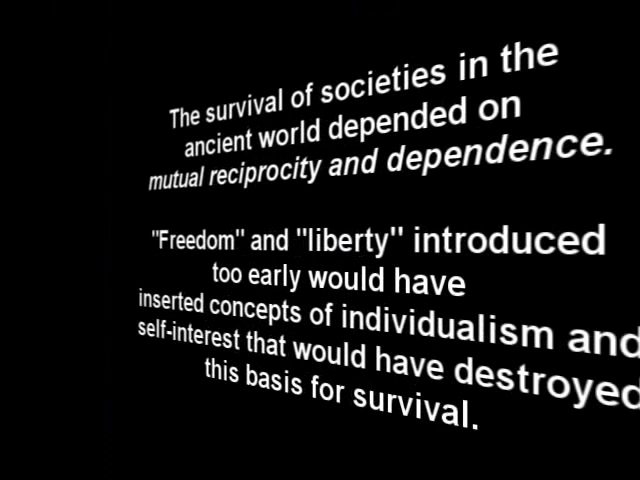 The survival of societies in the
ancient world depended on
mutual reciprocity and dependence.
"Freedom" and "liberty" introduced
too early would have
inserted concepts of individualism and
self-interest that would have destroyed
this basis for survival.